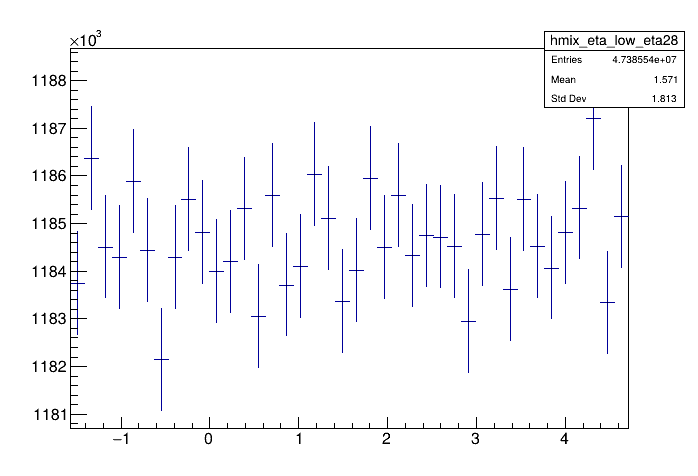 ×10³
hmix_eta_low_eta28
Entries 4.738554e+07
Mean 1.571
Std Dev 1.813
1188
1187
1186
1185
1184
1183
1182
1181
−1 0 1 2 3 4